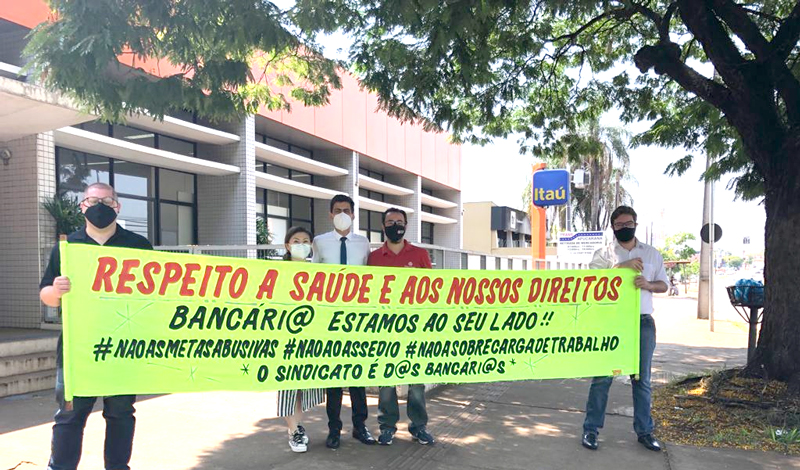 Itaú
RESPEITO A SAÚDE E AOS NOSSOS DIREITOS
BANCÁRI@ ESTAMOS AO SEU LADO!!
#NAOASMETASABUSIVAS #NAOAOASSEDIO #NAOASOBRECARGADETRABALHO
* O SINDICATO É D@S BANCÁRI@S *